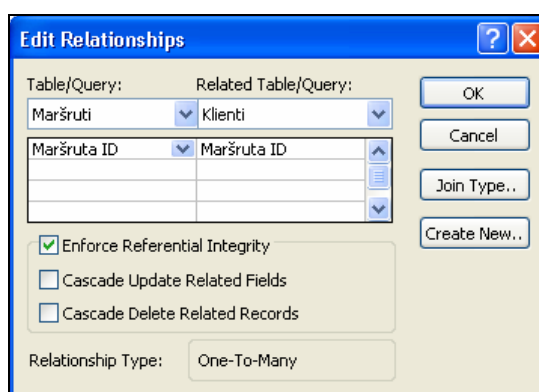 Edit Relationships
Table/Query: Related Table/Query:
Maršruti Klienti
Maršruta ID Maršruta ID
OK
Cancel
Join Type..
Create New..
Enforce Referential Integrity
Cascade Update Related Fields
Cascade Delete Related Records
Relationship Type: One-To-Many